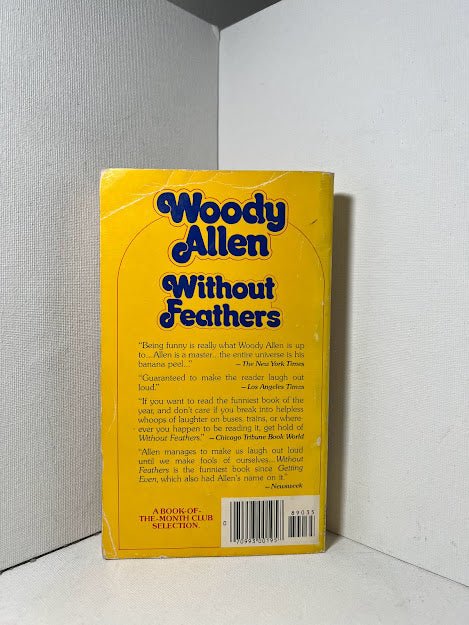 Woody
Allen
Without
Feathers
"Being funny is really what Woody Allen is up
to...Allen is a master...the entire universe is his
banana peel..." — The New York Times
"Guaranteed to make the reader laugh out
loud." — Los Angeles Times
"If you want to read the funniest book of the
year, and don't care if you break into helpless
whoops of laughter on buses, trains, or where-
ever you happen to be reading it, get hold of
Without Feathers." — Chicago Tribune Book World
"Allen manages to make us laugh out loud
until we make fools of ourselves...Without
Feathers is the funniest book since Getting
Even, which also had Allen's name on it."
— Newsweek
A BOOK-OF-
THE-MONTH CLUB
SELECTION.
89035
0
70993 00195